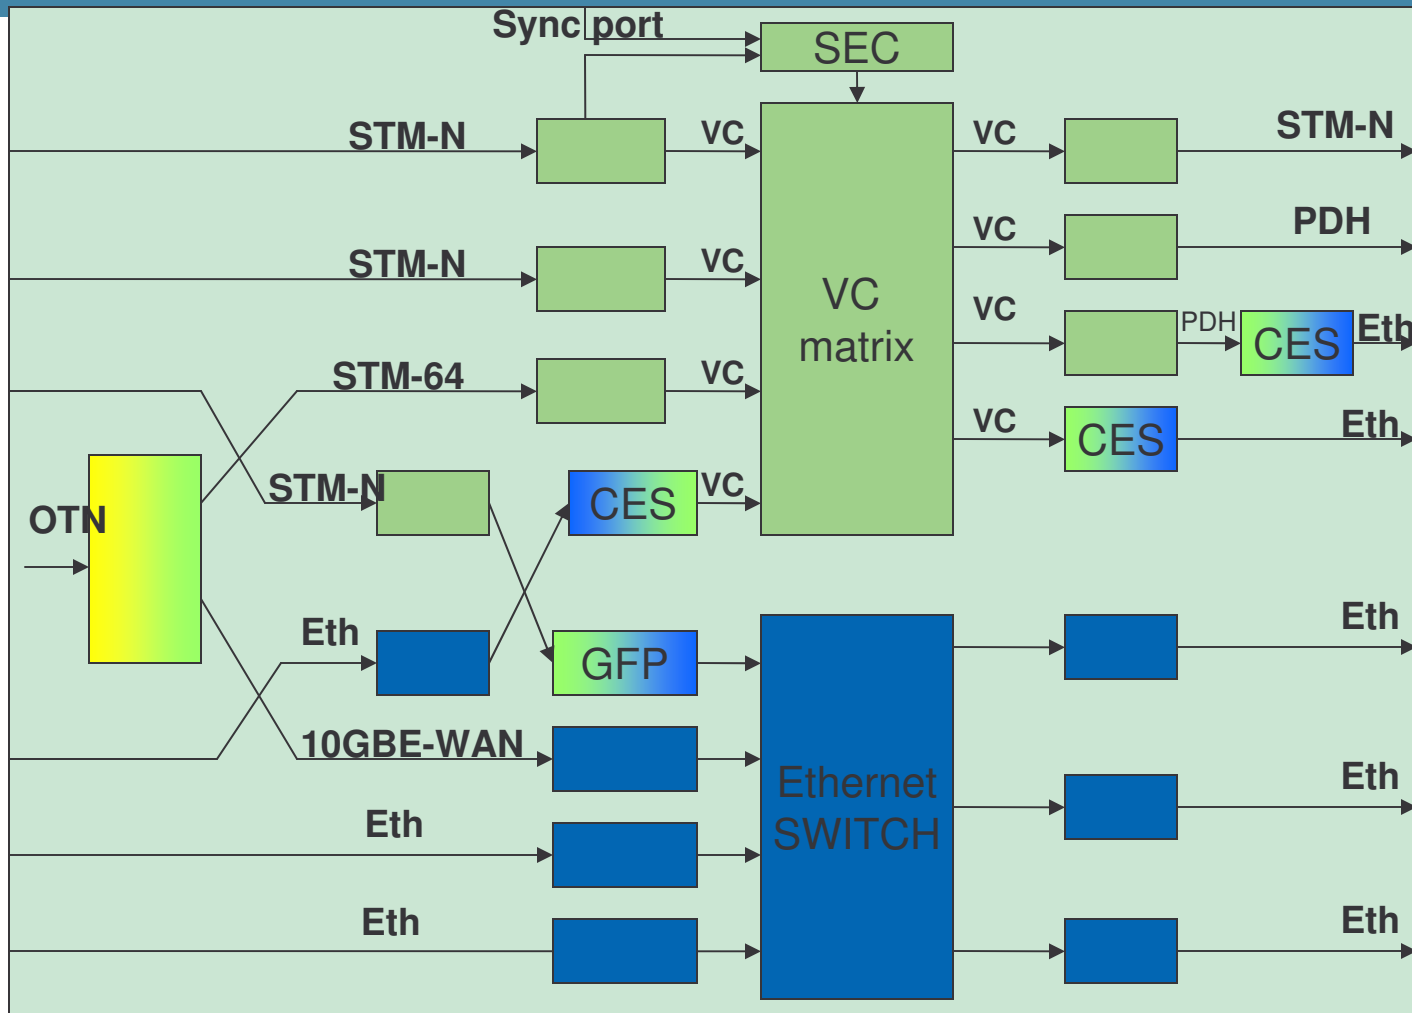 Sync port
SEC
STM-N
VC
VC
STM-N
STM-N
VC
VC
PDH
VC
matrix
VC
PDH
CES
Eth
STM-64
VC
VC
CES
Eth
STM-N
CES
VC
OTN
Eth
GFP
Eth
10GBE-WAN
Ethernet
SWITCH
Eth
Eth
Eth
Eth